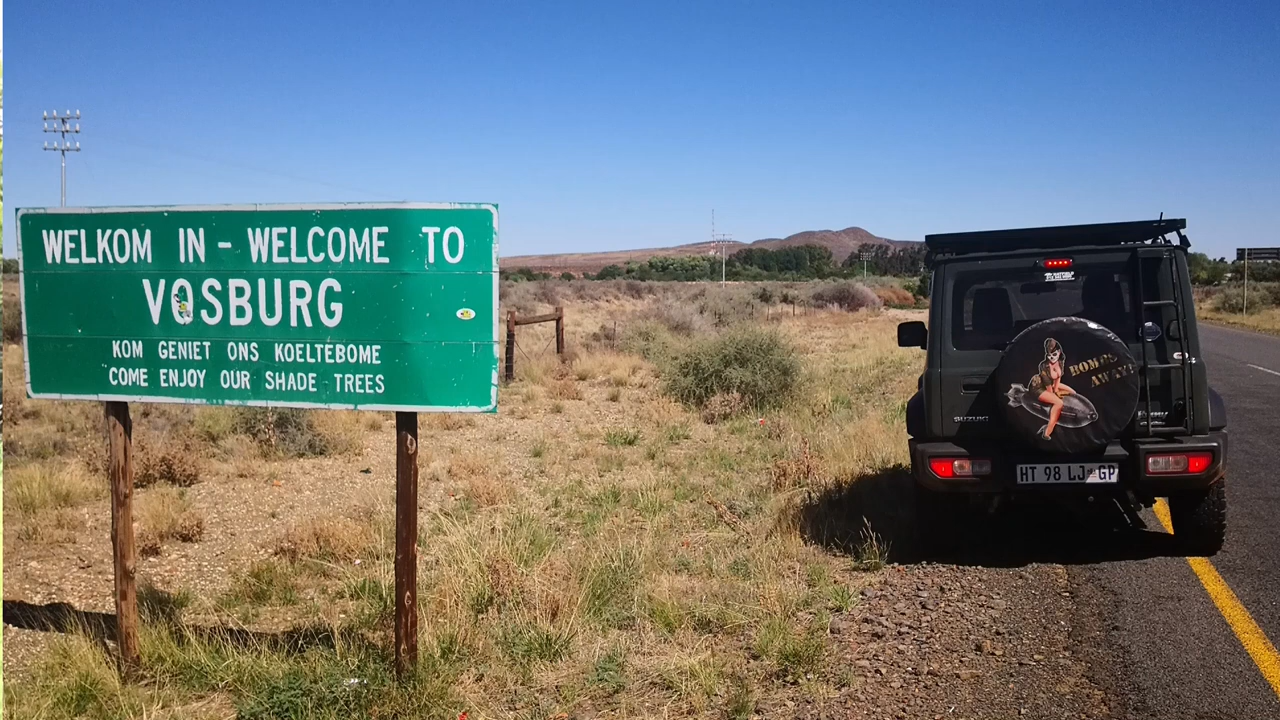 WELKOM IN - WELCOME TO
VOSBURG
KOM GENIET ONS KOELTEBOME
COME ENJOY OUR SHADE TREES
BOMBS
AWAY!
SUZUKI
HT 98 LJ GP